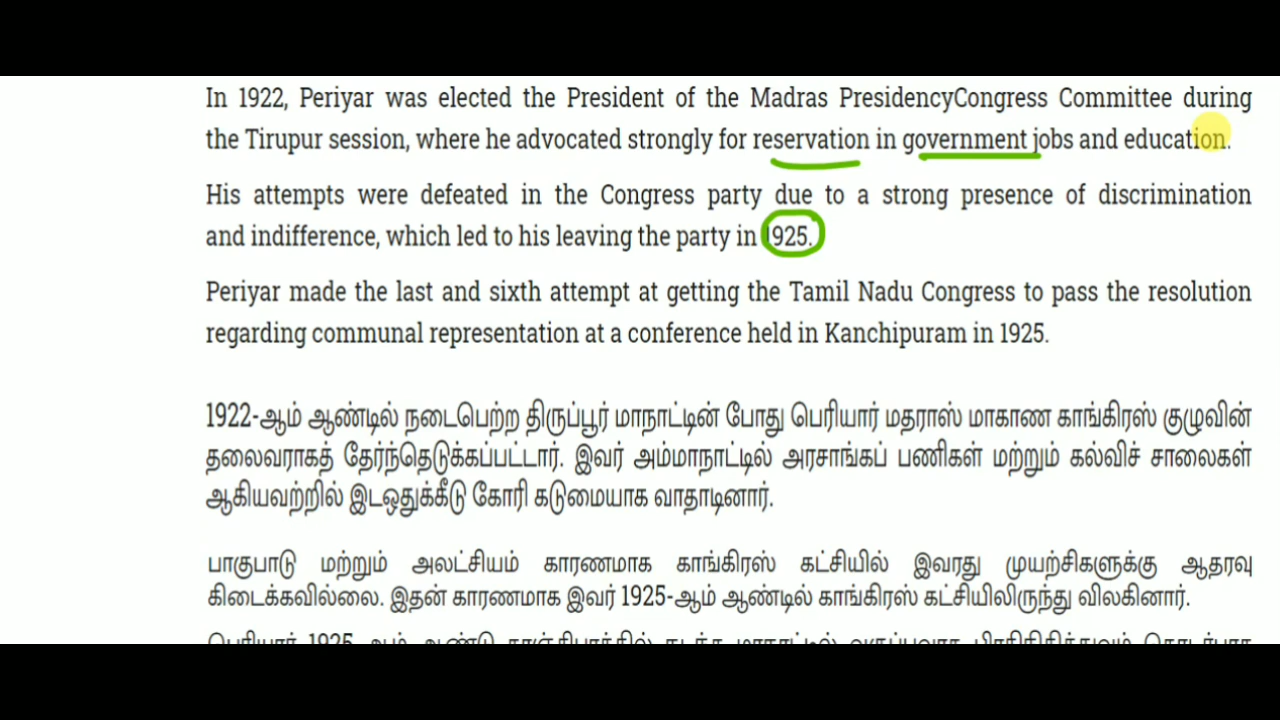 In 1922, Periyar was elected the President of the Madras PresidencyCongress Committee during
the Tirupur session, where he advocated strongly for reservation in government jobs and education.
His attempts were defeated in the Congress party due to a strong presence of discrimination
and indifference, which led to his leaving the party in 1925.
Periyar made the last and sixth attempt at getting the Tamil Nadu Congress to pass the resolution
regarding communal representation at a conference held in Kanchipuram in 1925.
1922-ஆம் ஆண்டில் நடைபெற்ற திருப்பூர் மாநாட்டின் போது பெரியார் மதராஸ் மாகாண காங்கிரஸ் குழுவின்
தலைவராகத் தேர்ந்தெடுக்கப்பட்டார். இவர் அம்மாநாட்டில் அரசாங்கப் பணிகள் மற்றும் கல்விச் சாலைகள்
ஆகியவற்றில் இடஒதுக்கீடு கோரி கடுமையாக வாதாடினார்.
பாகுபாடு மற்றும் அலட்சியம் காரணமாக காங்கிரஸ் கட்சியில் இவரது முயற்சிகளுக்கு ஆதரவு
கிடைக்கவில்லை. இதன் காரணமாக இவர் 1925-ஆம் ஆண்டில் காங்கிரஸ் கட்சியிலிருந்து விலகினார்.